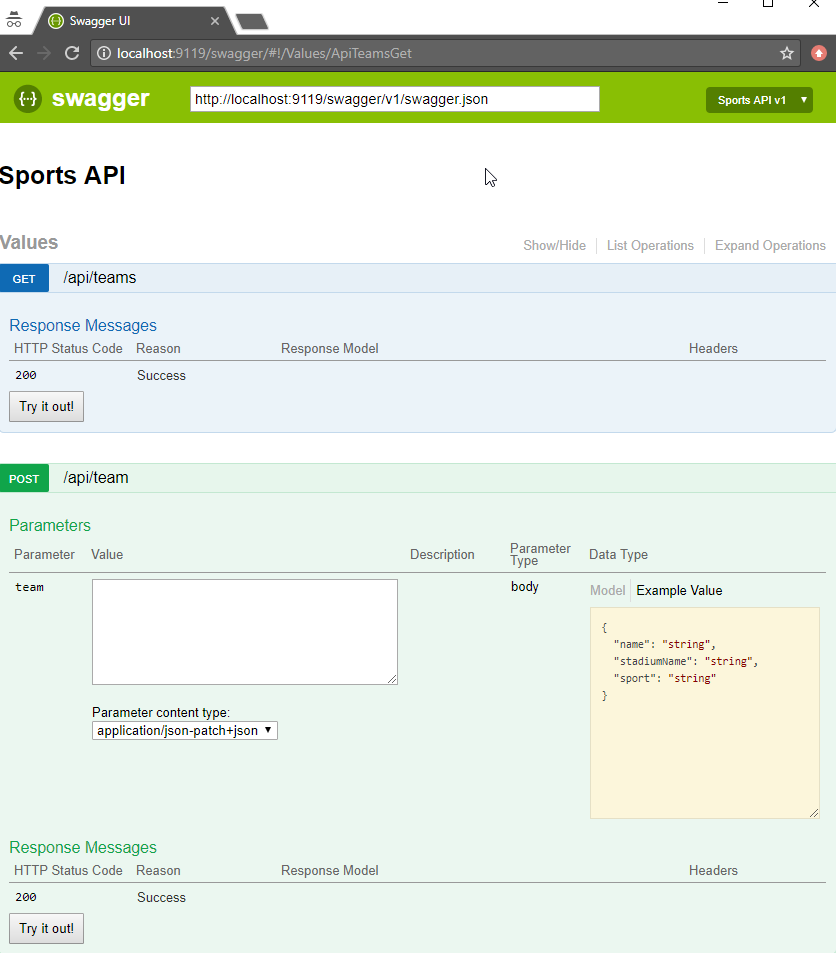 Swagger UI
localhost:9119/swagger/#!/Values/ApiTeamsGet
{··} swagger http://localhost:9119/swagger/v1/swagger.json Sports API v1
Sports API
Values Show/Hide List Operations Expand Operations
GET /api/teams
Response Messages
HTTP Status Code Reason Response Model Headers
200 Success
Try it out!
POST /api/team
Parameters
Parameter Value Description Parameter Type Data Type
team body Model Example Value
{
"name": "string",
"stadiumName": "string",
"sport": "string"
}
Parameter content type:
application/json-patch+json
Response Messages
HTTP Status Code Reason Response Model Headers
200 Success
Try it out!